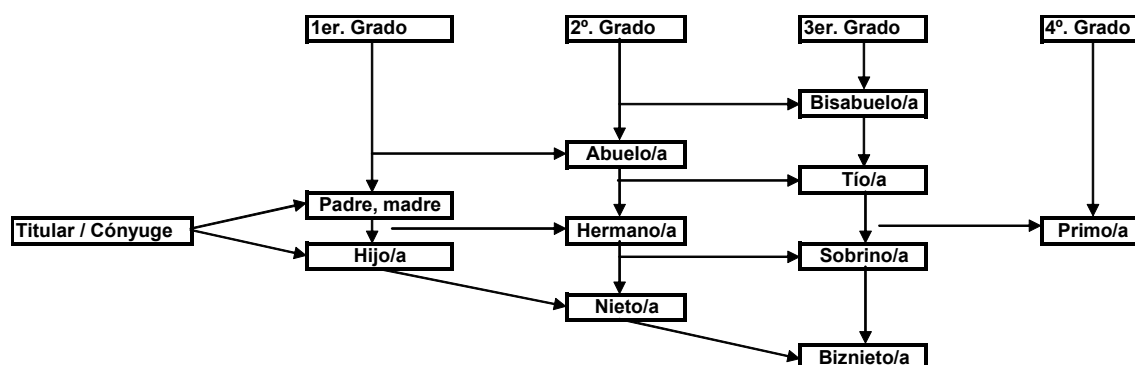 1er. Grado
2º. Grado
3er. Grado
4º. Grado
Bisabuelo/a
Abuelo/a
Tío/a
Padre, madre
Titular / Cónyuge
Hermano/a
Primo/a
Hijo/a
Sobrino/a
Nieto/a
Biznieto/a